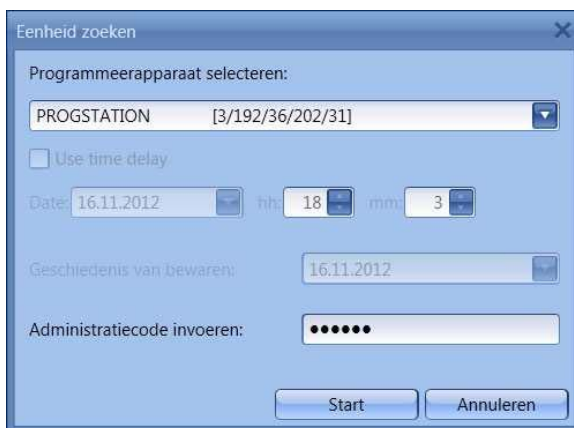 Eenheid zoeken
Programmeerapparaat selecteren:
PROGSTATION [3/192/36/202/31]
Use time delay
Date: 16.11.2012 hh: 18 mm: 3
Geschiedenis van bewaren: 16.11.2012
Administratiecode invoeren: ●●●●●●
Start Annuleren